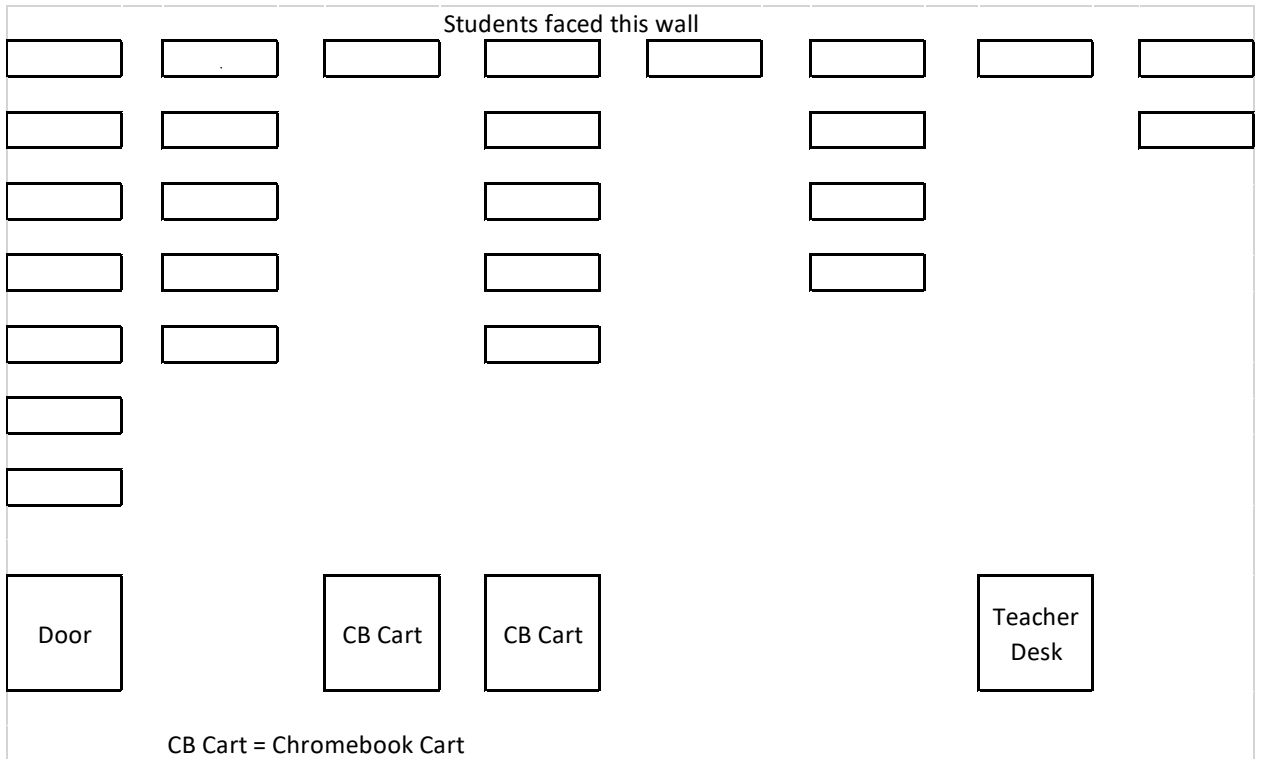 Students faced this wall
Door
CB Cart
CB Cart
Teacher
Desk
CB Cart = Chromebook Cart